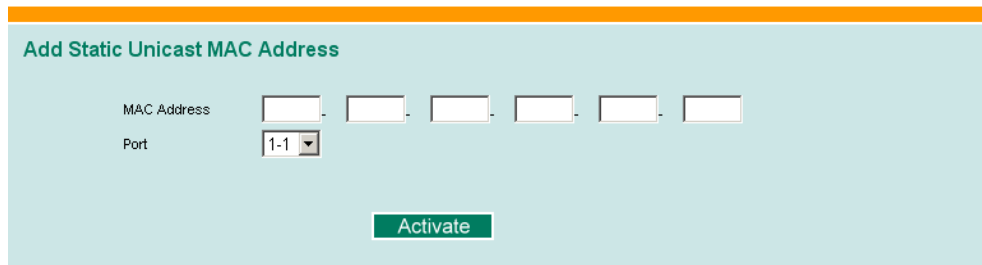 Add Static Unicast MAC Address
MAC Address - - - - -
Port 1-1
Activate